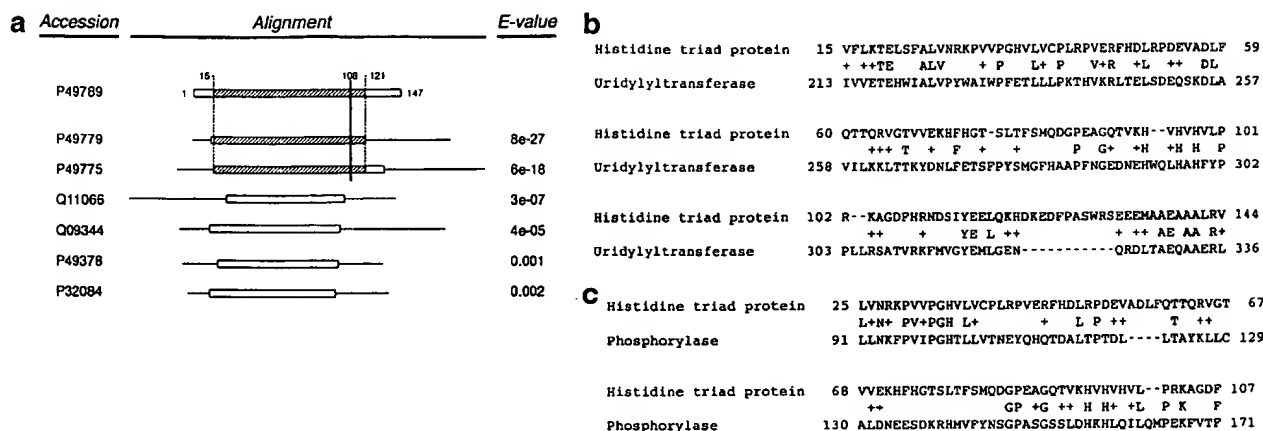 a
Accession Alignment E-value
15 108 121
P49789 1 147
P49779 8e-27
P49775 6e-18
Q11066 3e-07
Q09344 4e-05
P49378 0.001
P32084 0.002
b
Histidine triad protein 15 VFLKTELSFALVNRKPVVPGHVLVCPLRPVERFHDLRPDEVADLF 59
+ ++TE ALV + P L+ P V+R +L ++ DL
Uridylyltransferase 213 IVVETEHWIALVPYWAIWPFETLLLPKTHVKRLTELSDEQSKDLA 257
Histidine triad protein 60 QTTQRVGTVVEKHFHGT-SLTFSMQDGPEAGQTVKH--VHVHVLP 101
+++ T + F + + P G+ +H +H H P
Uridylyltransferase 258 VILKKLTTKYDNLFETSFPYSMGFHAAPFNGEDNEHWQLHAHFYP 302
Histidine triad protein 102 R--KAGDFHRNDSIYEELQKHDKEDFPASWRSEEEMAAEAAALRV 144
++ + YE L ++ + ++ AE AA R+
Uridylyltransferase 303 PLLRSATVRKFMVGYEMLGEN------------QRDLTAEQAAERL 336
c
Histidine triad protein 25 LVNRKPVVPGHVLVCPLRPVERFHDLRPDEVADLFQTTQRVGT 67
L+N+ PV+PGH L+ + L P ++ T ++
Phosphorylase 91 LLNKFPVIPGHTLLVTNEYQHQTDALTPTDL----LTAYKLLC 129
Histidine triad protein 68 VVEKHFHGTSLTFSMQDGPEAGQTVKHVHVHVL--PRKAGDF 107
++ GP +G ++ H H+ +L P K F
Phosphorylase 130 ALDNEESDKRHMVFYNSGPASGSSLDHKHLQILQMPEKFVTF 171